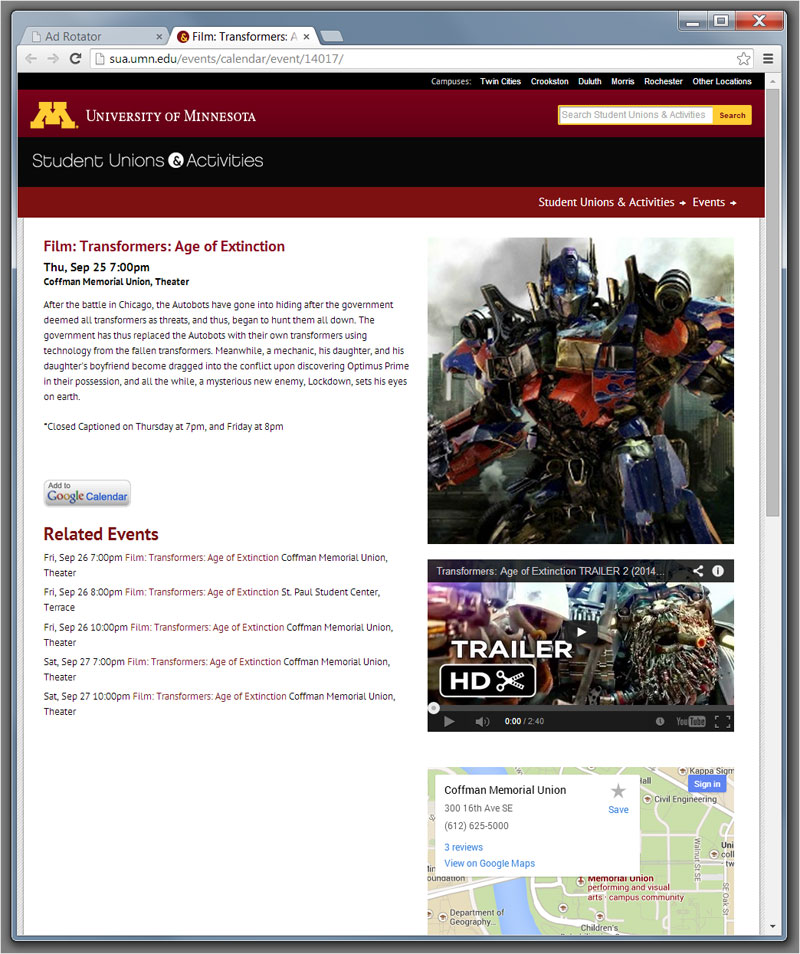 Ad Rotator
Film: Transformers: A
sua.umn.edu/events/calendar/event/14017/
Campuses: Twin Cities Crookston Duluth Morris Rochester Other Locations
M
University of Minnesota
Search Student Unions & Activities Search
Student Unions & Activities
Student Unions & Activities Events
Film: Transformers: Age of Extinction
Thu, Sep 25 7:00pm
Coffman Memorial Union, Theater
After the battle in Chicago, the Autobots have gone into hiding after the government
deemed all transformers as threats, and thus, began to hunt them all down. The
government has thus replaced the Autobots with their own transformers using
technology from the fallen transformers. Meanwhile, a mechanic, his daughter, and his
daughter's boyfriend become dragged into the conflict upon discovering Optimus Prime
in their possession, and all the while, a mysterious new enemy, Lockdown, sets his eyes
on earth.
*Closed Captioned on Thursday at 7pm, and Friday at 8pm
Add to
Google Calendar
Related Events
Fri, Sep 26 7:00pm Film: Transformers: Age of Extinction Coffman Memorial Union,
Theater
Fri, Sep 26 8:00pm Film: Transformers: Age of Extinction St. Paul Student Center,
Terrace
Fri, Sep 26 10:00pm Film: Transformers: Age of Extinction Coffman Memorial Union,
Theater
Sat, Sep 27 7:00pm Film: Transformers: Age of Extinction Coffman Memorial Union,
Theater
Sat, Sep 27 10:00pm Film: Transformers: Age of Extinction Coffman Memorial Union,
Theater
Transformers: Age of Extinction TRAILER 2 (2014...
TRAILER
HD
0:00 / 2:40
YouTube
Coffman Memorial Union
300 16th Ave SE
Save
(612) 625-5000
3 reviews
View on Google Maps
Sign in
Kappa Sigm
Hall
Civil Engineering
Walnut St SE
SE Oak St
Uni
coll
tw
Memorial Union
performing and visual
arts · campus community
oundation
Department of
Geography...
Children's